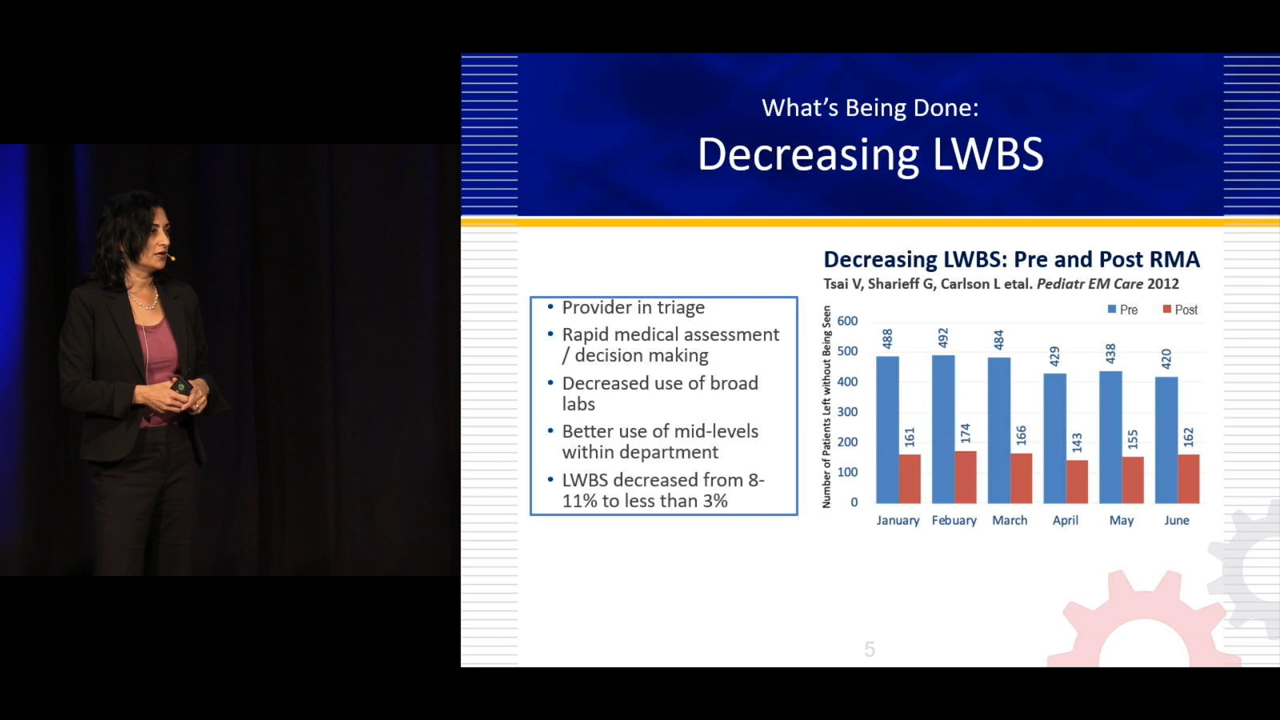 What's Being Done:
Decreasing LWBS
• Provider in triage
• Rapid medical assessment
/ decision making
• Decreased use of broad
labs
• Better use of mid-levels
within department
• LWBS decreased from 8-
11% to less than 3%
Decreasing LWBS: Pre and Post RMA
Tsai V, Sharieff G, Carlson L etal. Pediatr EM Care 2012
Pre Post
Number of Patients Left without Being Seen
600
500
400
300
200
100
0
488 161 492 174 484 166 429 143 438 155 420 162
January Febuary March April May June
5